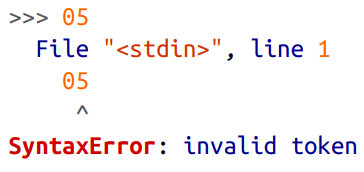 >>> 05
  File "<stdin>", line 1
    05
     ^
SyntaxError: invalid token